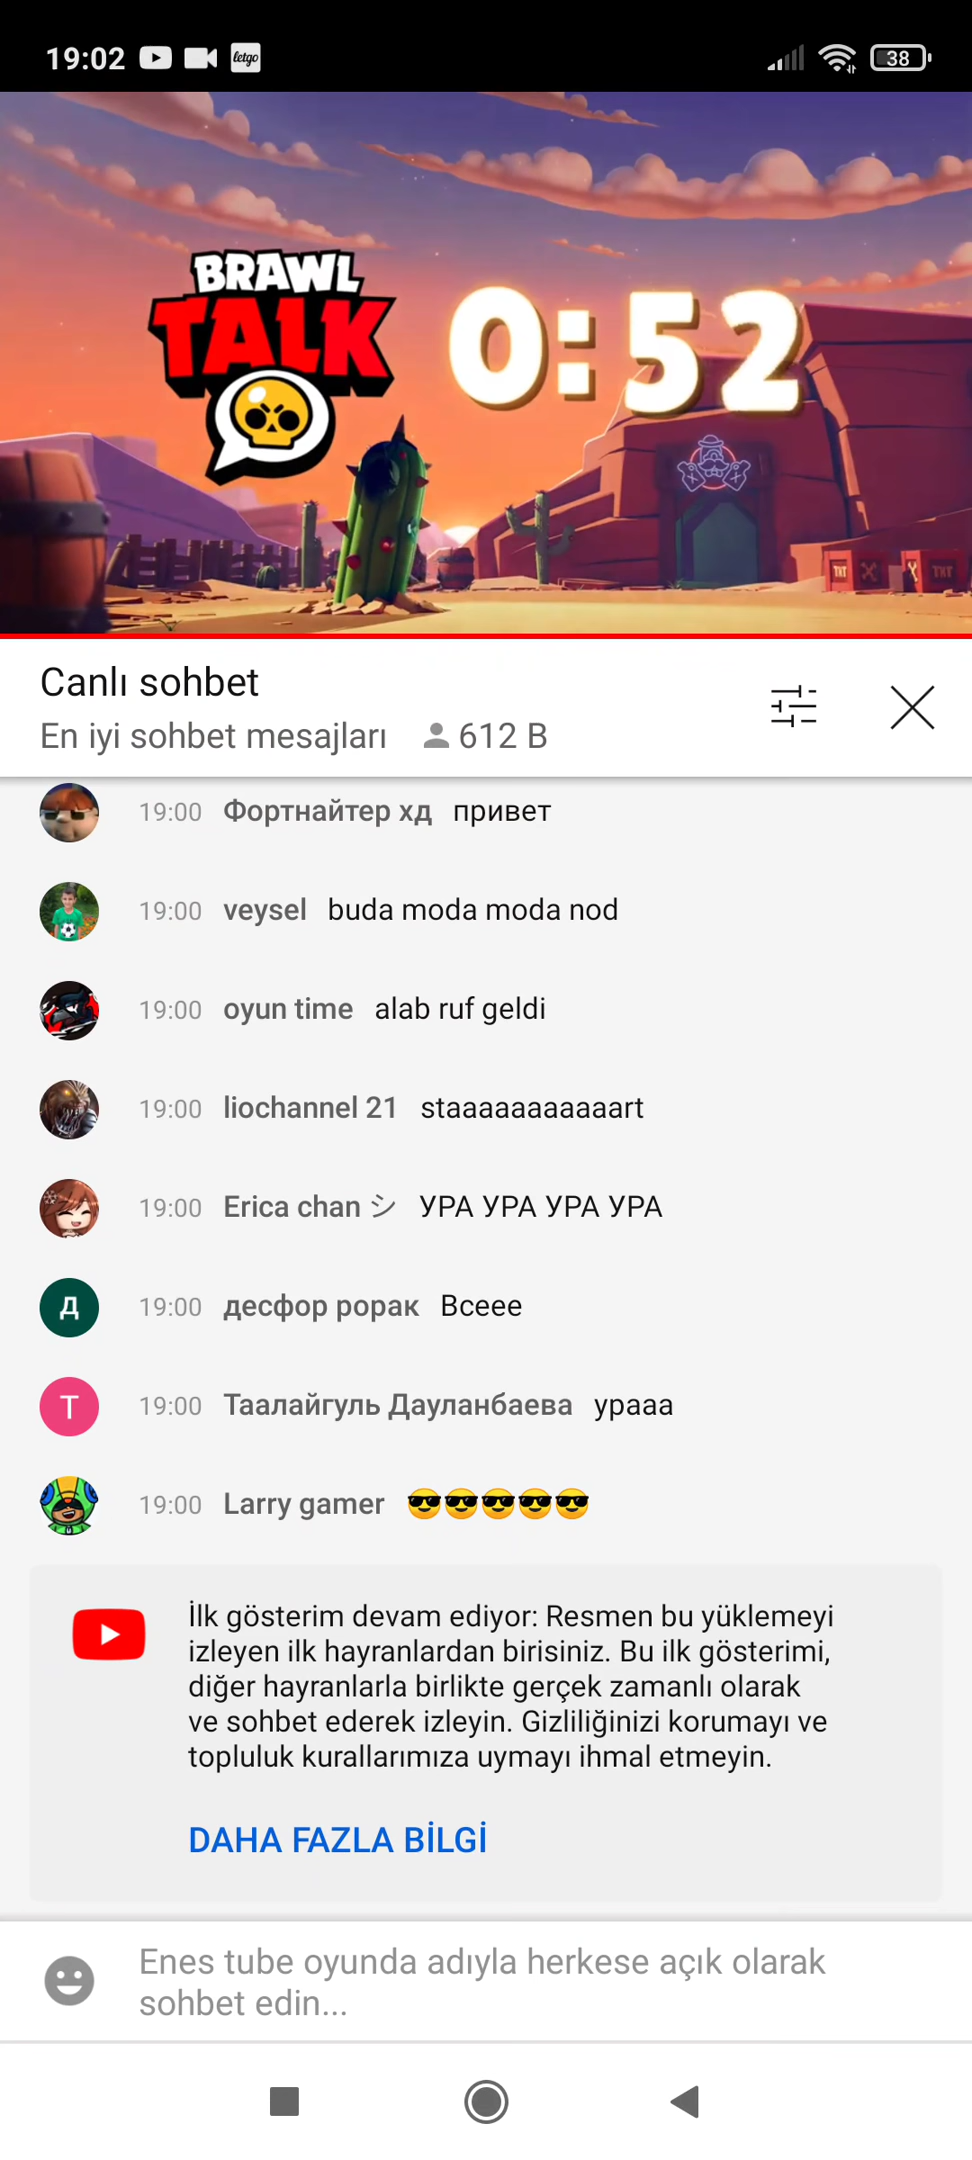 19:02
letgo
38
BRAWL
TALK
0:52
TNT
TNT
Canlı sohbet
En iyi sohbet mesajları 612 B
19:00 Фортнайтер хд привет
19:00 veysel buda moda moda nod
19:00 oyun time alab ruf geldi
19:00 liochannel 21 staaaaaaaaaaart
19:00 Erica chan シ УРА УРА УРА УРА
Д 19:00 десфор рорак Всеее
Т 19:00 Таалайгуль Дауланбаева урааа
19:00 Larry gamer 😎😎😎😎😎
İlk gösterim devam ediyor: Resmen bu yüklemeyi
izleyen ilk hayranlardan birisiniz. Bu ilk gösterimi,
diğer hayranlarla birlikte gerçek zamanlı olarak
ve sohbet ederek izleyin. Gizliliğinizi korumayı ve
topluluk kurallarımıza uymayı ihmal etmeyin.
DAHA FAZLA BİLGİ
Enes tube oyunda adıyla herkese açık olarak
sohbet edin...